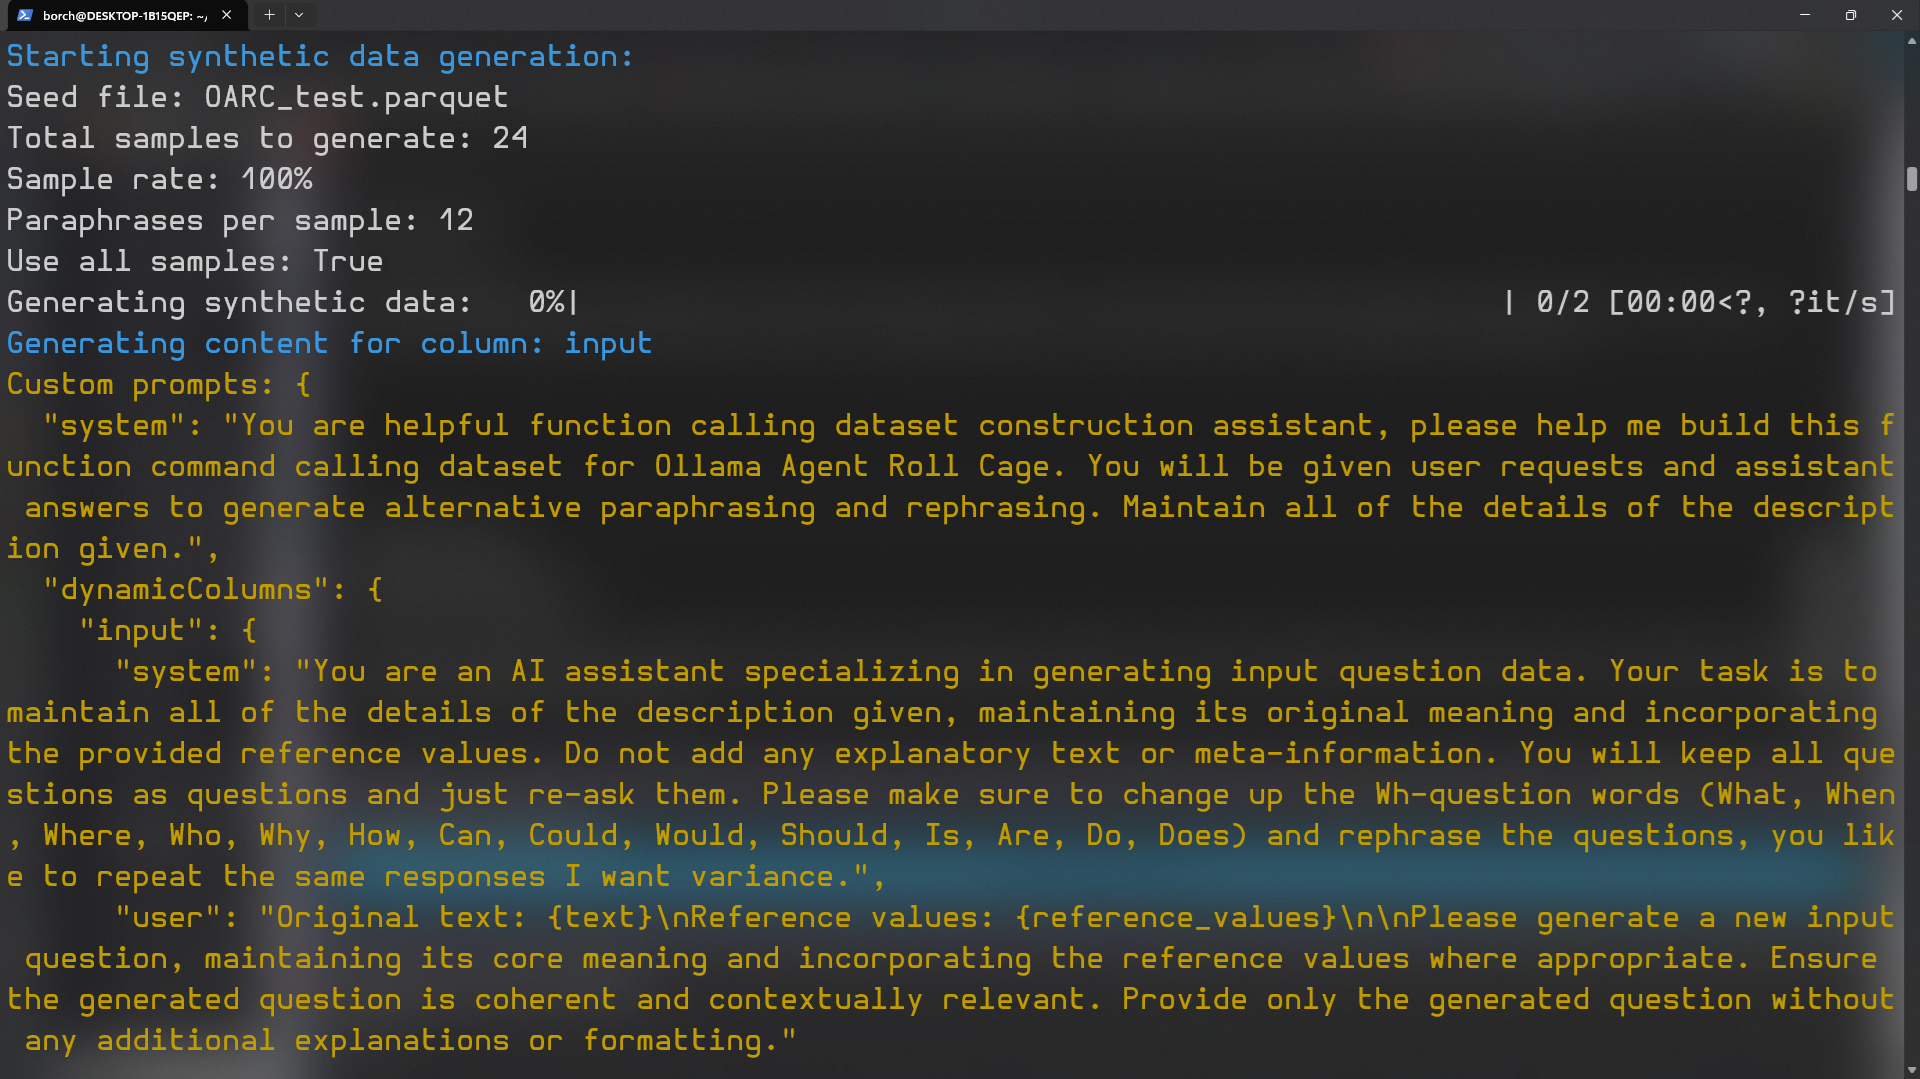 borch@DESKTOP-1B15QEP: ~/
Starting synthetic data generation:
Seed file: OARC_test.parquet
Total samples to generate: 24
Sample rate: 100%
Paraphrases per sample: 12
Use all samples: True
Generating synthetic data:   0%|                                                    | 0/2 [00:00<?, ?it/s]
Generating content for column: input
Custom prompts: {
  "system": "You are helpful function calling dataset construction assistant, please help me build this f
unction command calling dataset for Ollama Agent Roll Cage. You will be given user requests and assistant
 answers to generate alternative paraphrasing and rephrasing. Maintain all of the details of the descript
ion given.",
  "dynamicColumns": {
    "input": {
      "system": "You are an AI assistant specializing in generating input question data. Your task is to
maintain all of the details of the description given, maintaining its original meaning and incorporating
the provided reference values. Do not add any explanatory text or meta-information. You will keep all que
stions as questions and just re-ask them. Please make sure to change up the Wh-question words (What, When
, Where, Who, Why, How, Can, Could, Would, Should, Is, Are, Do, Does) and rephrase the questions, you lik
e to repeat the same responses I want variance.",
      "user": "Original text: {text}\nReference values: {reference_values}\n\nPlease generate a new input
 question, maintaining its core meaning and incorporating the reference values where appropriate. Ensure
the generated question is coherent and contextually relevant. Provide only the generated question without
 any additional explanations or formatting."